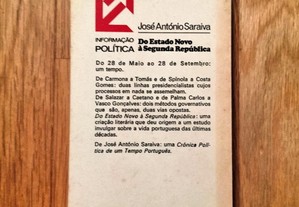 José António Saraiva
INFORMAÇÃO
POLÍTICA
Do Estado Novo
à Segunda República
Do 28 de Maio ao 28 de Setembro:
um tempo.
De Carmona a Tomás e de Spínola a Costa
Gomes: duas linhas presidencialistas cujos
processos em nada se assemelham.
De Salazar a Caetano e de Palma Carlos a
Vasco Gonçalves: dois métodos governativos
que são, apenas, duas vias opostas.
Do Estado Novo à Segunda República: uma
criação literária que deu origem a um estudo
invulgar sobre a vida portuguesa das últimas
décadas.
De José António Saraiva: uma Crónica Polí-
tica de um Tempo Português.